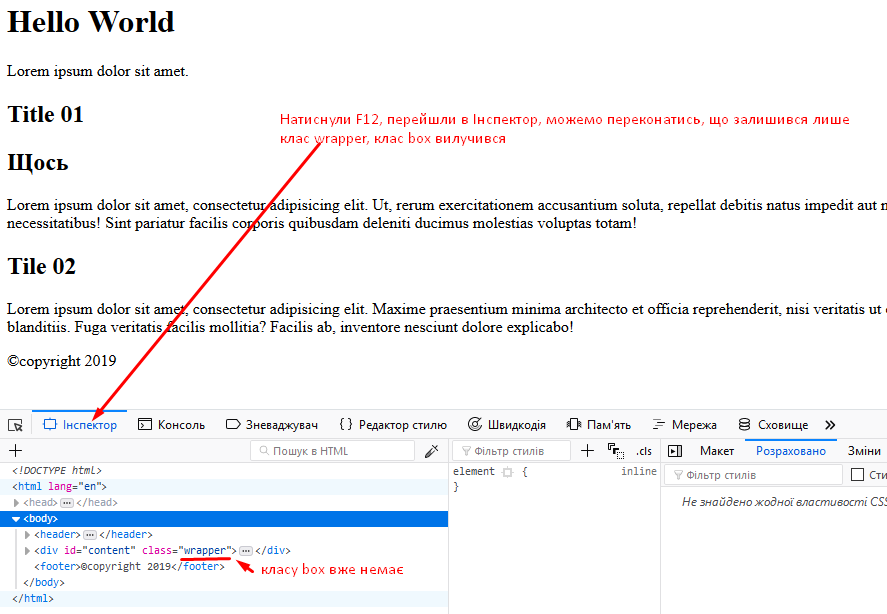 Hello World
Lorem ipsum dolor sit amet.
Title 01
Натиснули F12, перейшли в Інспектор, можемо переконатись, що залишився лише
клас wrapper, клас box вилучився
Щось
Lorem ipsum dolor sit amet, consectetur adipisicing elit. Ut, rerum exercitationem accusantium soluta, repellat debitis natus impedit aut
necessitatibus! Sint pariatur facilis corporis quibusdam deleniti ducimus molestias voluptas totam!
Tile 02
Lorem ipsum dolor sit amet, consectetur adipisicing elit. Maxime praesentium minima architecto et officia reprehenderit, nisi veritatis ut
blanditiis. Fuga veritatis facilis mollitia? Facilis ab, inventore nesciunt dolore explicabo!
©copyright 2019
Інспектор Консоль Зневаджувач Редактор стилю Швидкодія Пам'ять Мережа Сховище
Пошук в HTML Фільтр стилів .cls Макет Розраховано Зміни
<!DOCTYPE html> element { inline Фільтр стилів
<html lang="en"> }
<head> </head> Не знайдено жодної властивості CSS
<body>
<header> </header>
<div id="content" class="wrapper"> </div>
<footer>©copyright 2019</footer> класу box вже немає
</body>
</html>